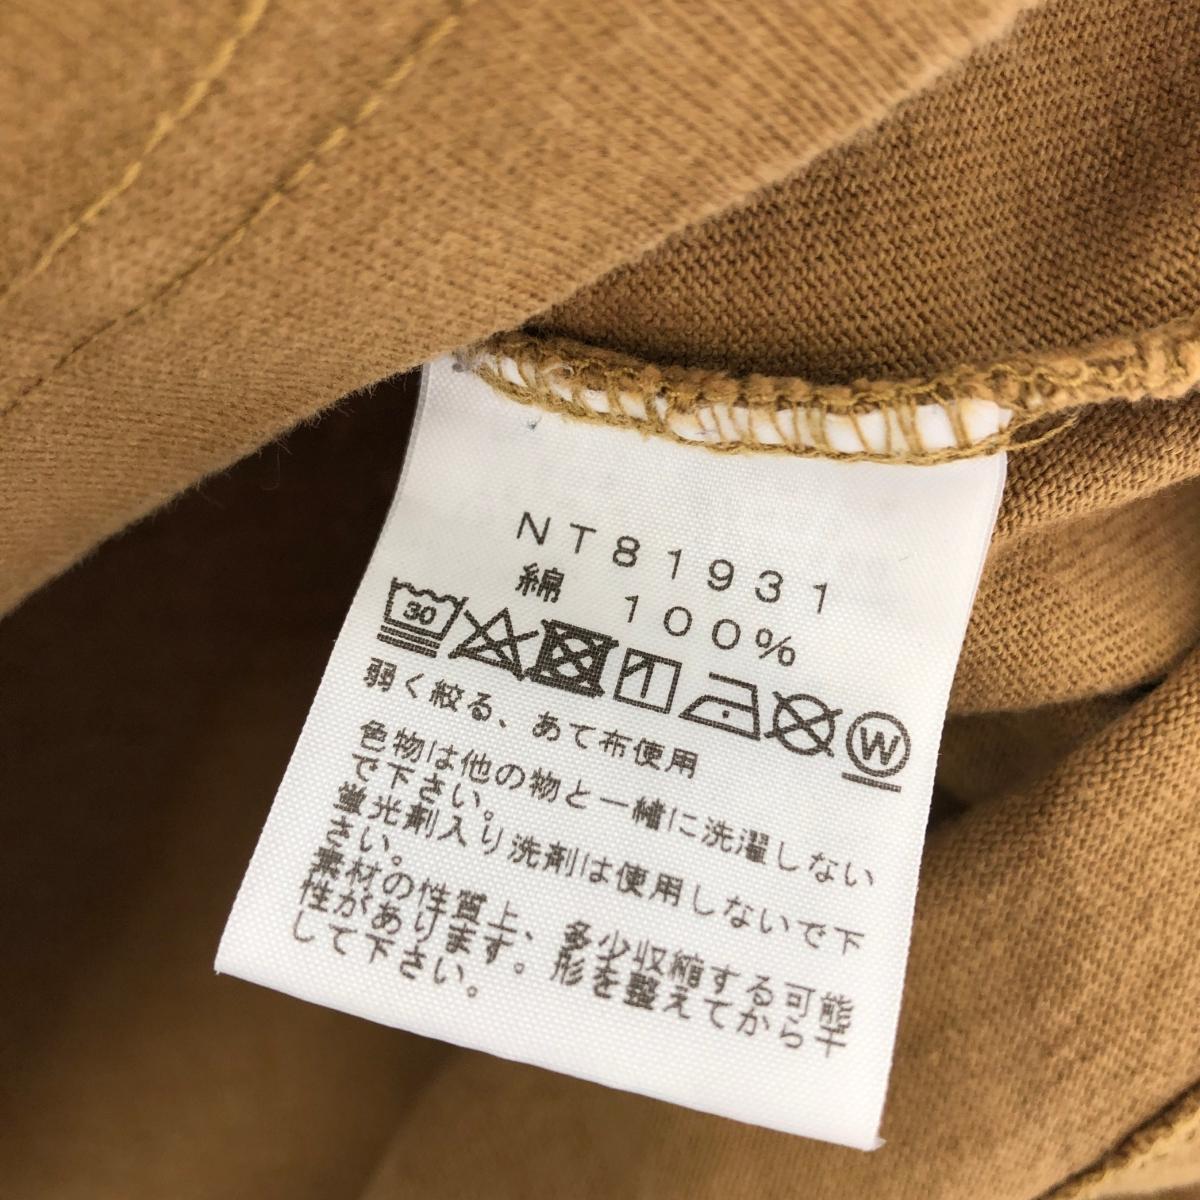 NT81931
綿 100%
30 W
弱く絞る、あて布使用
色物は他の物と一緒に洗濯しない
で下さい。
蛍光剤入り洗剤は使用しないで下
さい。
素材の性質上、多少収縮する可能
性があります。形を整えてから干
して下さい。